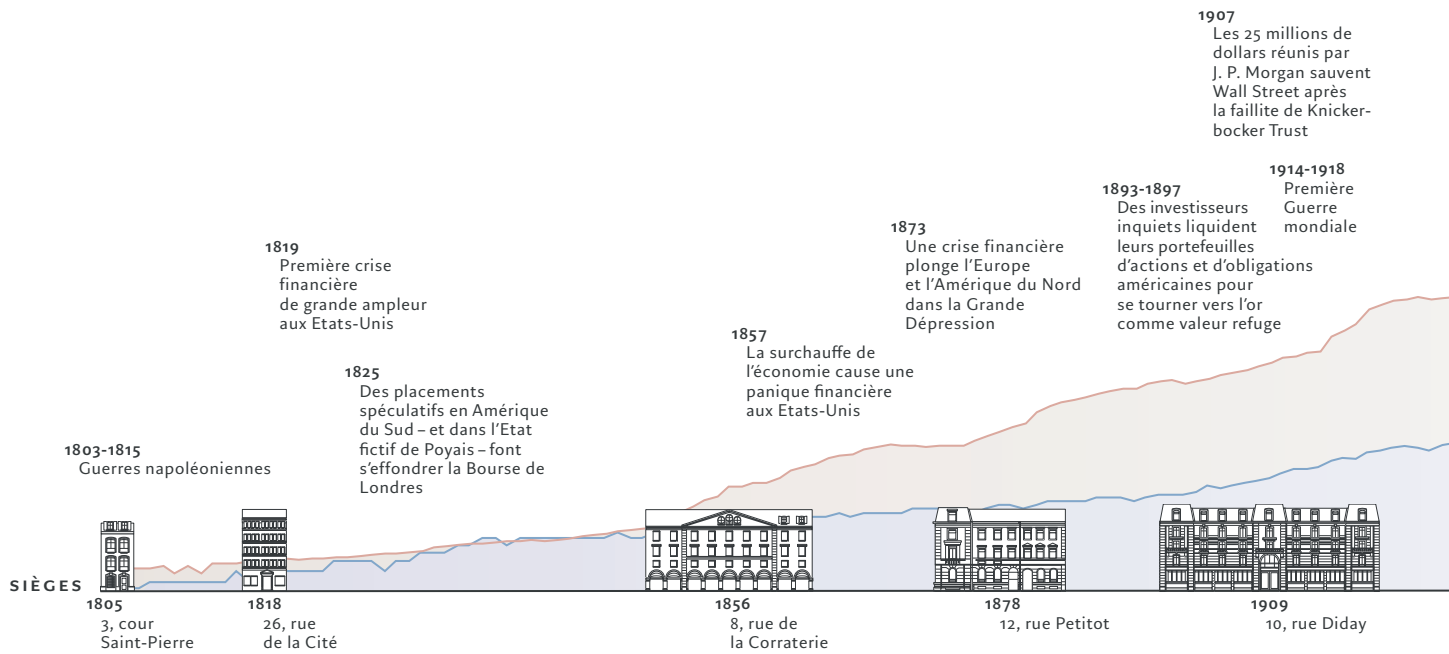 1907
Les 25 millions de
dollars réunis par
J. P. Morgan sauvent
Wall Street après
la faillite de Knicker-
bocker Trust
1914-1918
Première
Guerre
mondiale
1893-1897
Des investisseurs
inquiets liquident
leurs portefeuilles
d’actions et d’obligations
américaines pour
se tourner vers l’or
comme valeur refuge
1873
Une crise financière
plonge l’Europe
et l’Amérique du Nord
dans la Grande
Dépression
1819
Première crise
financière
de grande ampleur
aux Etats-Unis
1857
La surchauffe de
l’économie cause une
panique financière
aux Etats-Unis
1825
Des placements
spéculatifs en Amérique
du Sud – et dans l’Etat
fictif de Poyais – font
s’effondrer la Bourse de
Londres
1803-1815
Guerres napoléoniennes
SIÈGES
1805
3, cour
Saint-Pierre
1818
26, rue
de la Cité
1856
8, rue de
la Corraterie
1878
12, rue Petitot
1909
10, rue Diday